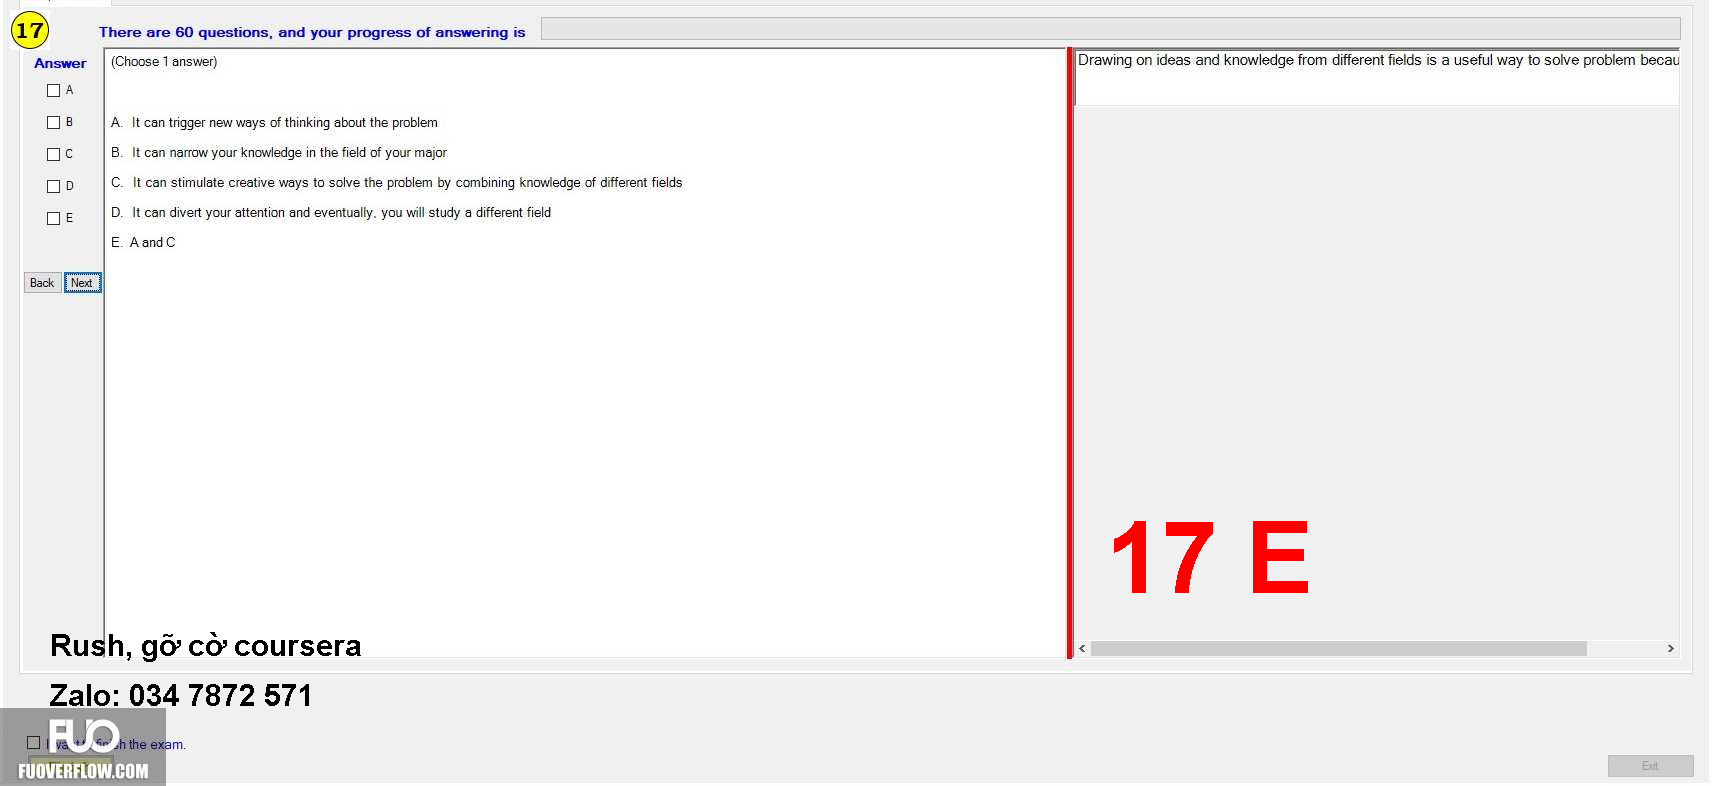 17
There are 60 questions, and your progress of answering is
Answer
(Choose 1 answer)
Drawing on ideas and knowledge from different fields is a useful way to solve problem becau
A
B
C
D
E
A. It can trigger new ways of thinking about the problem
B. It can narrow your knowledge in the field of your major
C. It can stimulate creative ways to solve the problem by combining knowledge of different fields
D. It can divert your attention and eventually, you will study a different field
E. A and C
Back Next
17 E
Rush, gỡ cờ coursera
Zalo: 034 7872 571
FUO
I want to finish the exam.
FUOVERFLOW.COM
Exit